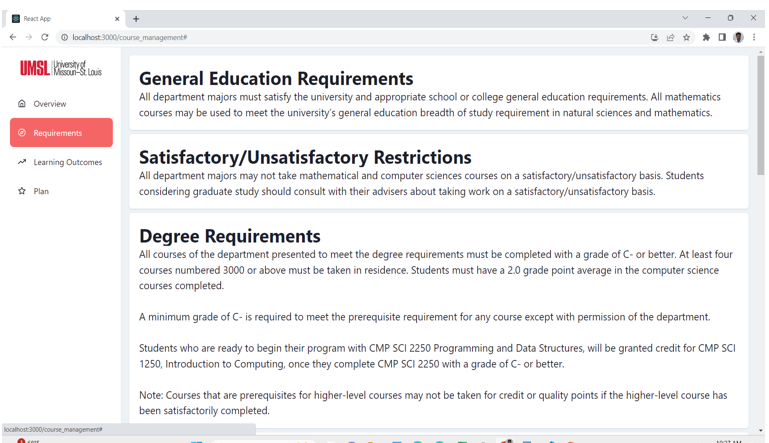 React App
localhost:3000/course_management#
UMSL University of Missouri–St. Louis
Overview
Requirements
Learning Outcomes
Plan
General Education Requirements
All department majors must satisfy the university and appropriate school or college general education requirements. All mathematics
courses may be used to meet the university's general education breadth of study requirement in natural sciences and mathematics.
Satisfactory/Unsatisfactory Restrictions
All department majors may not take mathematical and computer sciences courses on a satisfactory/unsatisfactory basis. Students
considering graduate study should consult with their advisers about taking work on a satisfactory/unsatisfactory basis.
Degree Requirements
All courses of the department presented to meet the degree requirements must be completed with a grade of C- or better. At least four
courses numbered 3000 or above must be taken in residence. Students must have a 2.0 grade point average in the computer science
courses completed.
A minimum grade of C- is required to meet the prerequisite requirement for any course except with permission of the department.
Students who are ready to begin their program with CMP SCI 2250 Programming and Data Structures, will be granted credit for CMP SCI
1250, Introduction to Computing, once they complete CMP SCI 2250 with a grade of C- or better.
Note: Courses that are prerequisites for higher-level courses may not be taken for credit or quality points if the higher-level course has
been satisfactorily completed.
localhost:3000/course_management#